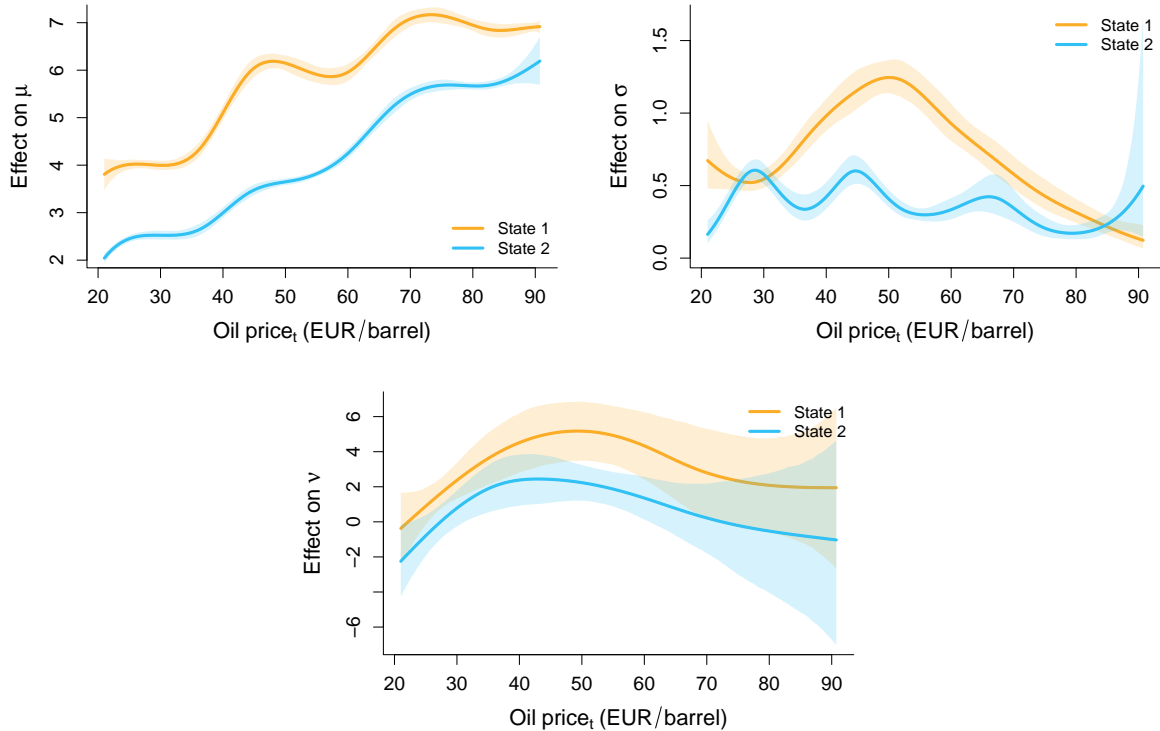 Effect on μ
7
6
5
4
3
2
20 30 40 50 60 70 80 90
Oil priceₜ (EUR/barrel)
State 1
State 2
Effect on σ
1.5
1.0
0.5
0.0
20 30 40 50 60 70 80 90
Oil priceₜ (EUR/barrel)
State 1
State 2
Effect on ν
6
4
2
0
−2
−6
20 30 40 50 60 70 80 90
Oil priceₜ (EUR/barrel)
State 1
State 2